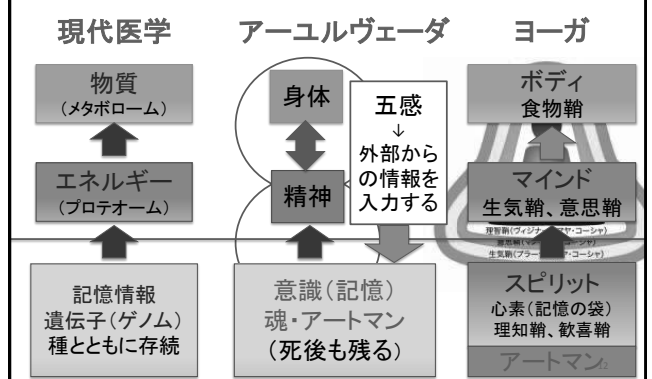 現代医学
アーユルヴェーダ
ヨーガ
物質
(メタボローム)
エネルギー
(プロテオーム)
記憶情報
遺伝子(ゲノム)
種とともに存続
身体
精神
五感
↓
外部から
の情報を
入力する
意識(記憶)
魂・アートマン
(死後も残る)
ボディ
食物鞘
マインド
生気鞘、意思鞘
理智鞘(ヴィジナ
ヤ・コーシャ)
コーシャ)
生気鞘(プラー
ヤ・コーシャ)
スピリット
心素(記憶の袋)
理知鞘、歓喜鞘
アートマン